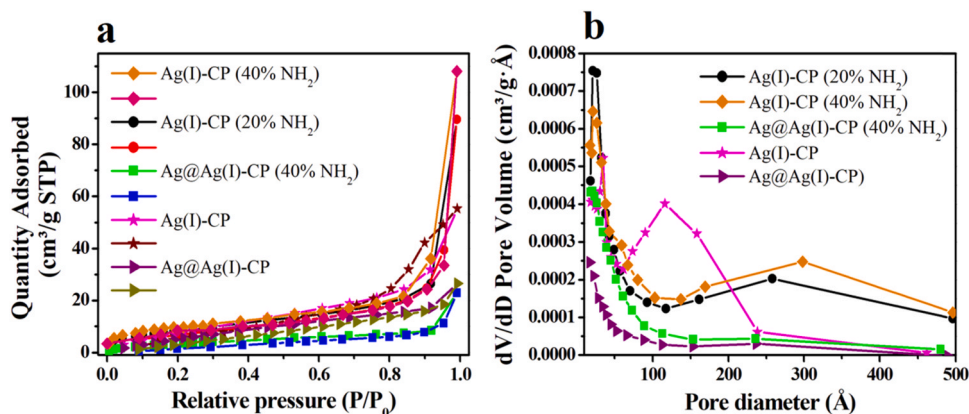 a
Quantity Adsorbed
(cm³/g STP)
100
80
60
40
20
0
Ag(I)-CP (40% NH₂)
Ag(I)-CP (20% NH₂)
Ag@Ag(I)-CP (40% NH₂)
Ag(I)-CP
Ag@Ag(I)-CP
0.0 0.2 0.4 0.6 0.8 1.0
Relative pressure (P/P₀)
b
dV/dD Pore Volume (cm³/g·Å)
0.0008
0.0007
0.0006
0.0005
0.0004
0.0003
0.0002
0.0001
0.0000
Ag(I)-CP (20% NH₂)
Ag(I)-CP (40% NH₂)
Ag@Ag(I)-CP (40% NH₂)
Ag(I)-CP
Ag@Ag(I)-CP)
100 200 300 400 500
Pore diameter (Å)